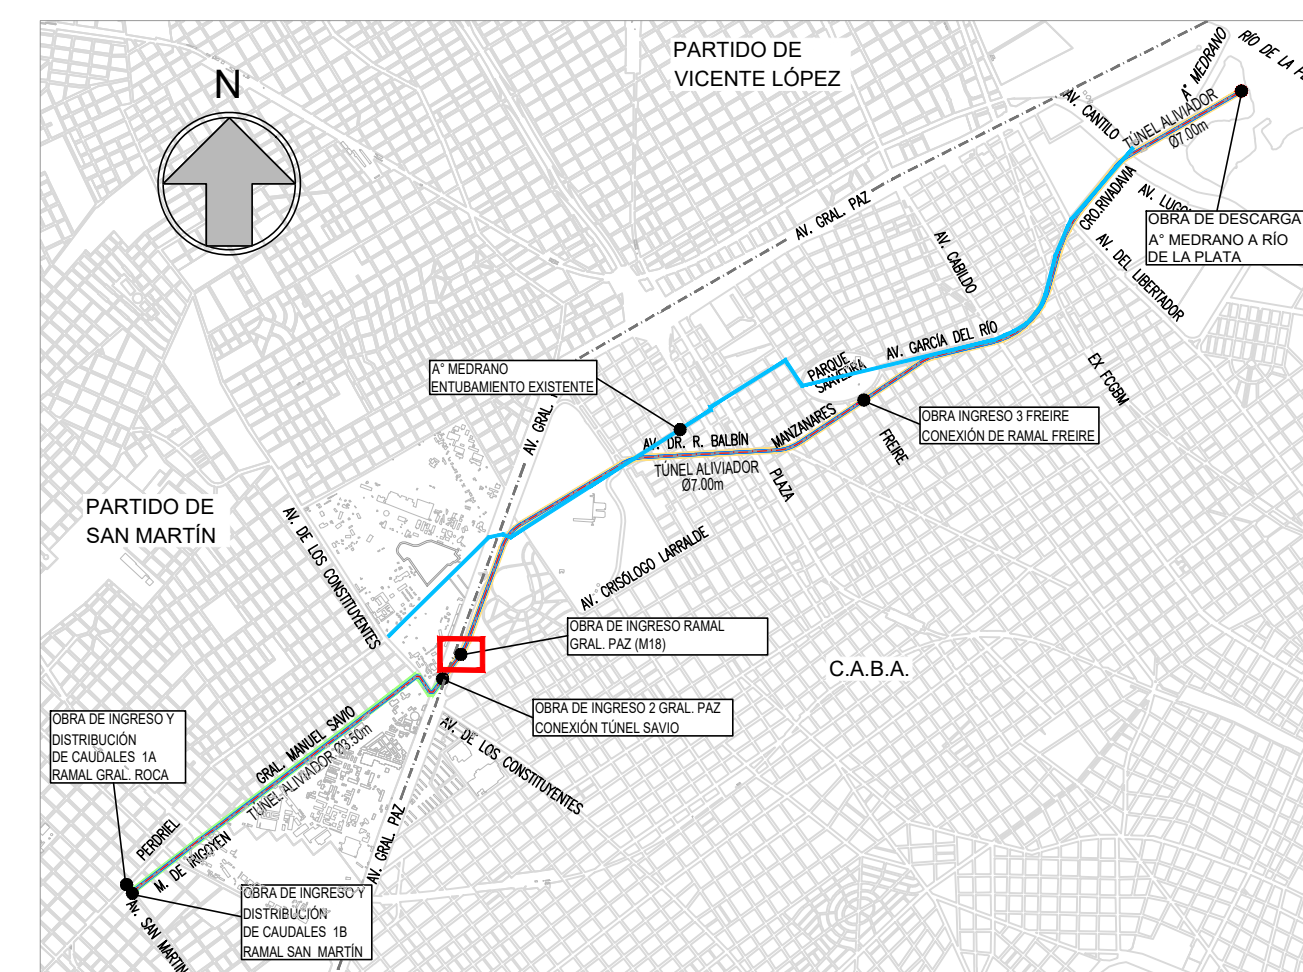 PARTIDO DE
VICENTE LÓPEZ
N
A° MEDRANO
RÍO DE LA
AV. CANTILO
TÚNEL ALIVIADOR
Ø7.00m
CRO.RIVADAVIA
AV. LUGO
OBRA DE DESCARGA
A° MEDRANO A RÍO
DE LA PLATA
AV. GRAL. PAZ
AV. CABILDO
AV. DEL LIBERTADOR
AV. GARCÍA DEL RÍO
PARQUE
SAAVEDRA
EX FCGBM
A° MEDRANO
ENTUBAMIENTO EXISTENTE
AV. GRAL.
OBRA INGRESO 3 FREIRE
CONEXIÓN DE RAMAL FREIRE
MANZANARES
FREIRE
AV. DR. R. BALBÍN
TÚNEL ALIVIADOR
Ø7.00m
PLAZA
PARTIDO DE
SAN MARTÍN
AV. DE LOS CONSTITUYENTES
AV. CRISÓLOGO LARRALDE
OBRA DE INGRESO RAMAL
GRAL. PAZ (M18)
C.A.B.A.
OBRA DE INGRESO 2 GRAL. PAZ
CONEXIÓN TÚNEL SAVIO
OBRA DE INGRESO Y
DISTRIBUCIÓN
DE CAUDALES 1A
RAMAL GRAL. ROCA
GRAL. MANUEL SAVIO
TÚNEL ALIVIADOR Ø3.50m
AV. DE LOS CONSTITUYENTES
AV. GRAL. PAZ
PERDRIEL
M. DE IRIGOYEN
OBRA DE INGRESO Y
DISTRIBUCIÓN
DE CAUDALES 1B
RAMAL SAN MARTÍN
AV. SAN MARTIN